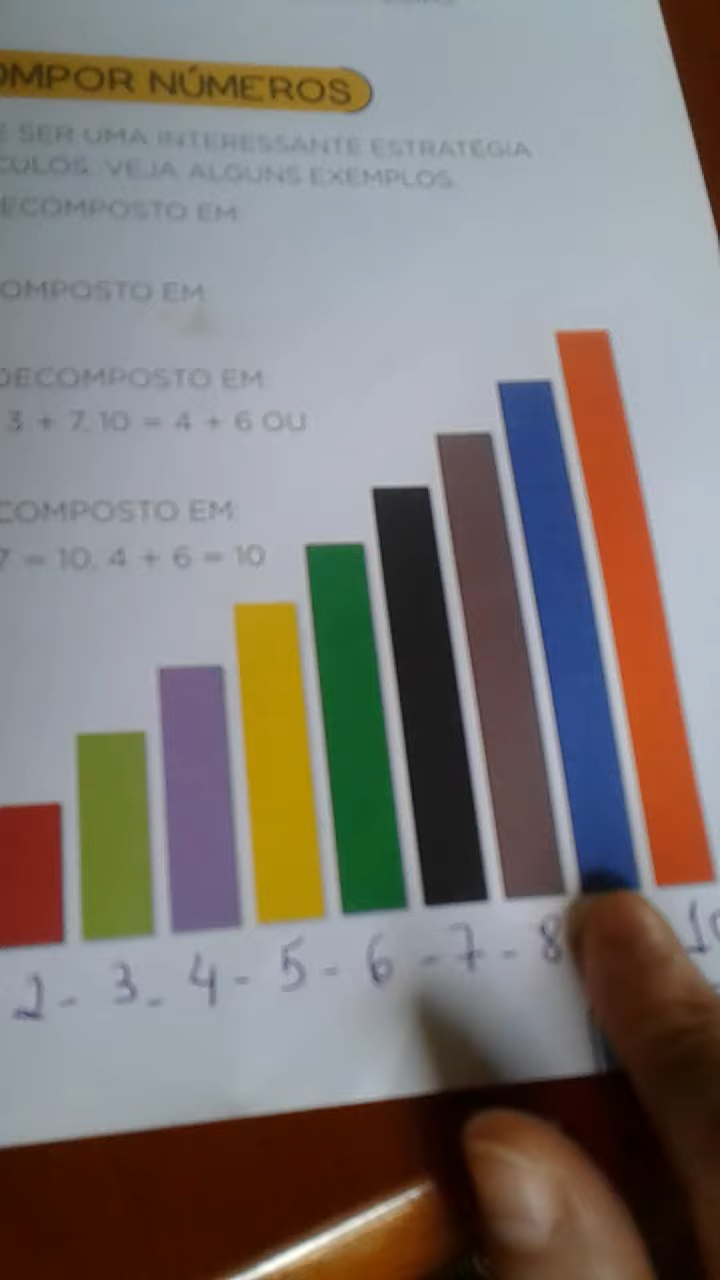 OMPOR NÚMEROS
E SER UMA INTERESSANTE ESTRATÉGIA
CULOS. VEJA ALGUNS EXEMPLOS.
ECOMPOSTO EM:
OMPOSTO EM:
DECOMPOSTO EM:
3 + 7, 10 = 4 + 6 OU
COMPOSTO EM:
7 = 10, 4 + 6 = 10
2 - 3 - 4 - 5 - 6 - 7 - 8 10